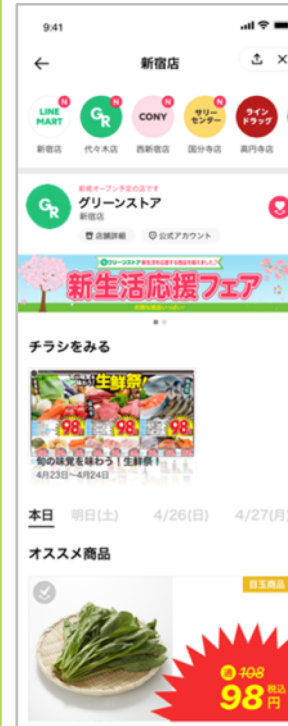 9:41
新宿店
N N N
LINE MART
GR
CONY
サリーセンター
ラインドラッグ
新宿店 代々木店 西新宿店 国分寺店 高円寺店
新規オープン予定の店です
GR グリーンストア
新宿店
店舗詳細 公式アカウント
新生活応援フェア
チラシをみる
生鮮祭!
98 98 98
旬の味覚を味わう!生鮮祭!
4月23日〜4月24日
本日 明日(土) 4/26(日) 4/27(月)
オススメ商品
目玉商品
108
98 税込 円